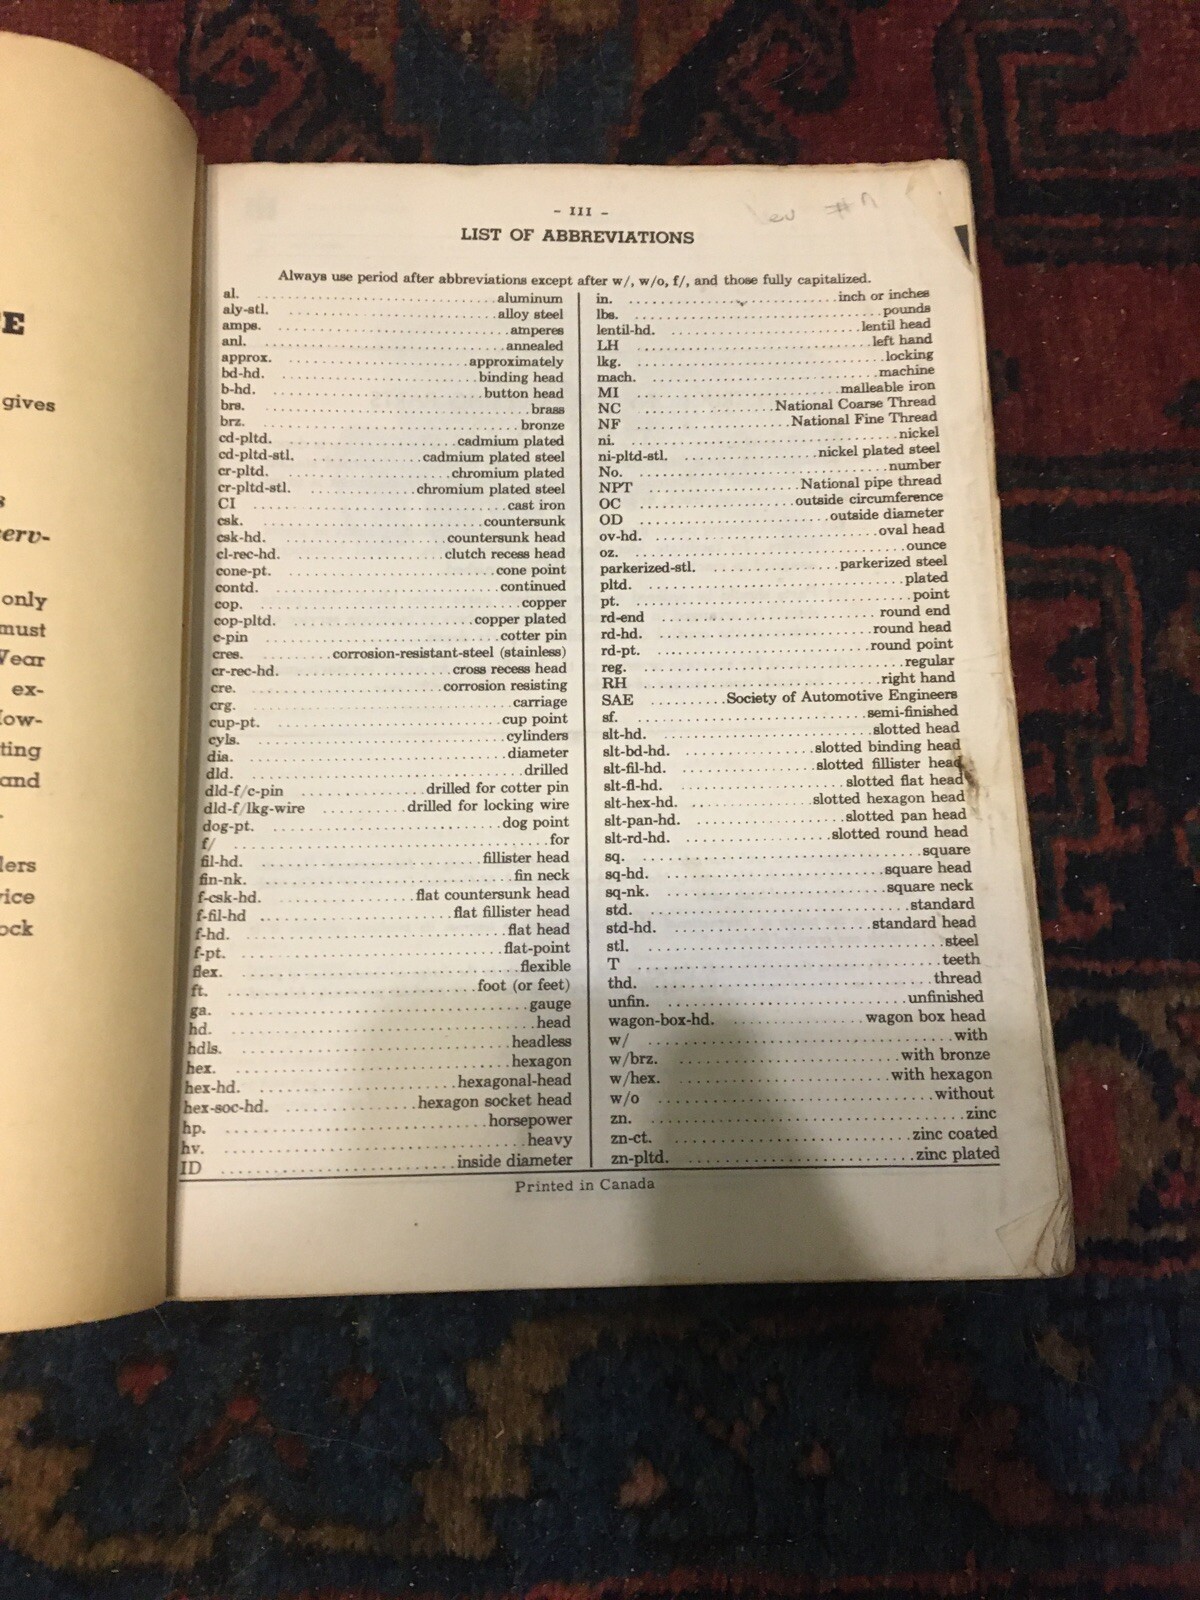 E
gives
s
erv-
only
must
Wear
ex-
How-
ting
and
.
lers
vice
ock
- III -
LIST OF ABBREVIATIONS
Always use period after abbreviations except after w/, w/o, f/, and those fully capitalized.
al. aluminum
aly-stl. alloy steel
amps. amperes
anl. annealed
approx. approximately
bd-hd. binding head
b-hd. button head
brs. brass
brz. bronze
cd-pltd. cadmium plated
cd-pltd-stl. cadmium plated steel
cr-pltd. chromium plated
cr-pltd-stl. chromium plated steel
CI cast iron
csk. countersunk
csk-hd. countersunk head
cl-rec-hd. clutch recess head
cone-pt. cone point
contd. continued
cop. copper
cop-pltd. copper plated
c-pin cotter pin
cres. corrosion-resistant-steel (stainless)
cr-rec-hd. cross recess head
cre. corrosion resisting
crg. carriage
cup-pt. cup point
cyls. cylinders
dia. diameter
dld. drilled
dld-f/c-pin drilled for cotter pin
dld-f/lkg-wire drilled for locking wire
dog-pt. dog point
f/ for
fil-hd. fillister head
fin-nk. fin neck
f-csk-hd. flat countersunk head
f-fil-hd flat fillister head
f-hd. flat head
f-pt. flat-point
flex. flexible
ft. foot (or feet)
ga. gauge
hd. head
hdls. headless
hex. hexagon
hex-hd. hexagonal-head
hex-soc-hd. hexagon socket head
hp. horsepower
hv. heavy
ID inside diameter
in. inch or inches
lbs. pounds
lentil-hd. lentil head
LH left hand
lkg. locking
mach. machine
MI malleable iron
NC National Coarse Thread
NF National Fine Thread
ni. nickel
ni-pltd-stl. nickel plated steel
No. number
NPT National pipe thread
OC outside circumference
OD outside diameter
ov-hd. oval head
oz. ounce
parkerized-stl. parkerized steel
pltd. plated
pt. point
rd-end round end
rd-hd. round head
rd-pt. round point
reg. regular
RH right hand
SAE Society of Automotive Engineers
sf. semi-finished
slt-hd. slotted head
slt-bd-hd. slotted binding head
slt-fil-hd. slotted fillister head
slt-fl-hd. slotted flat head
slt-hex-hd. slotted hexagon head
slt-pan-hd. slotted pan head
slt-rd-hd. slotted round head
sq. square
sq-hd. square head
sq-nk. square neck
std. standard
std-hd. standard head
stl. steel
T teeth
thd. thread
unfin. unfinished
wagon-box-hd. wagon box head
w/ with
w/brz. with bronze
w/hex. with hexagon
w/o without
zn. zinc
zn-ct. zinc coated
zn-pltd. zinc plated
Printed in Canada